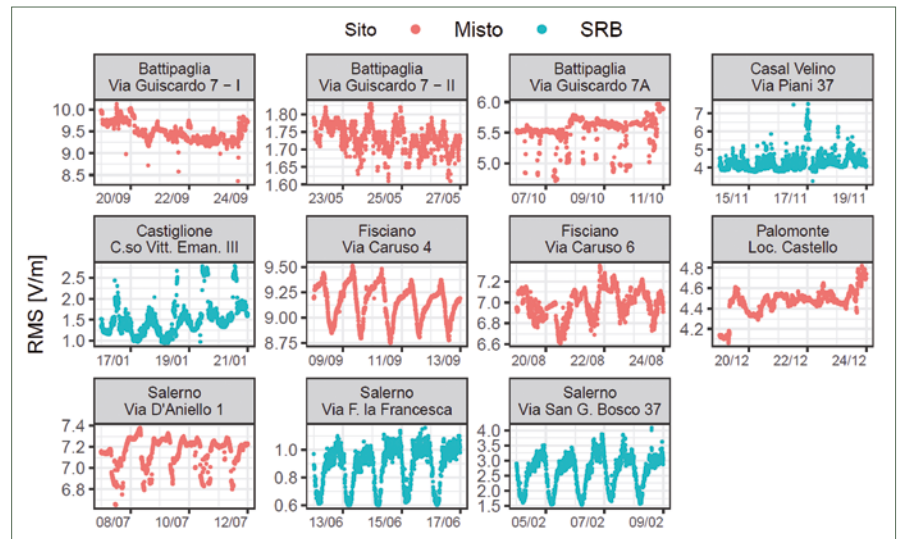 Sito Misto SRB
RMS [V/m]
Battipaglia
Via Guiscardo 7 – I
10.0
9.5
9.0
8.5
20/09 22/09 24/09
Battipaglia
Via Guiscardo 7 – II
1.80
1.75
1.70
1.65
1.60
23/05 25/05 27/05
Battipaglia
Via Guiscardo 7A
6.0
5.5
5.0
07/10 09/10 11/10
Casal Velino
Via Piani 37
7
6
5
4
15/11 17/11 19/11
Castiglione
C.so Vitt. Eman. III
2.5
2.0
1.5
1.0
17/01 19/01 21/01
Fisciano
Via Caruso 4
9.50
9.25
9.00
8.75
09/09 11/09 13/09
Fisciano
Via Caruso 6
7.2
7.0
6.8
6.6
20/08 22/08 24/08
Palomonte
Loc. Castello
4.8
4.6
4.4
4.2
20/12 22/12 24/12
Salerno
Via D'Aniello 1
7.4
7.2
7.0
6.8
08/07 10/07 12/07
Salerno
Via F. la Francesca
1.0
0.8
0.6
13/06 15/06 17/06
Salerno
Via San G. Bosco 37
4.0
3.5
3.0
2.5
2.0
1.5
05/02 07/02 09/02